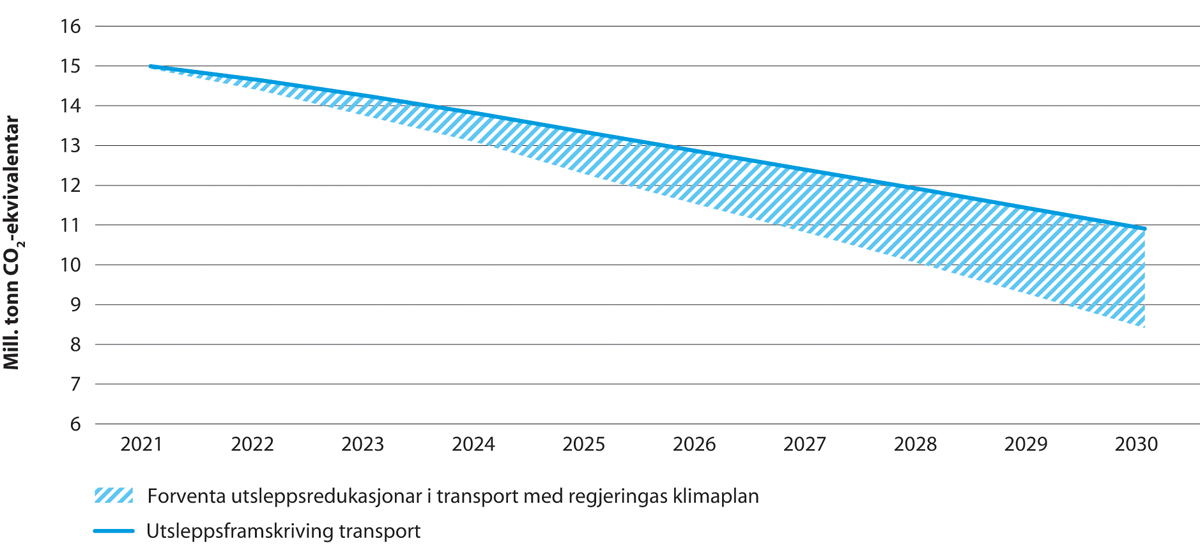 Mill. tonn CO₂-ekvivalentar
16
15
14
13
12
11
10
9
8
7
6
2021 2022 2023 2024 2025 2026 2027 2028 2029 2030
Forventa utsleppsredukasjonar i transport med regjeringas klimaplan
Utsleppsframskriving transport